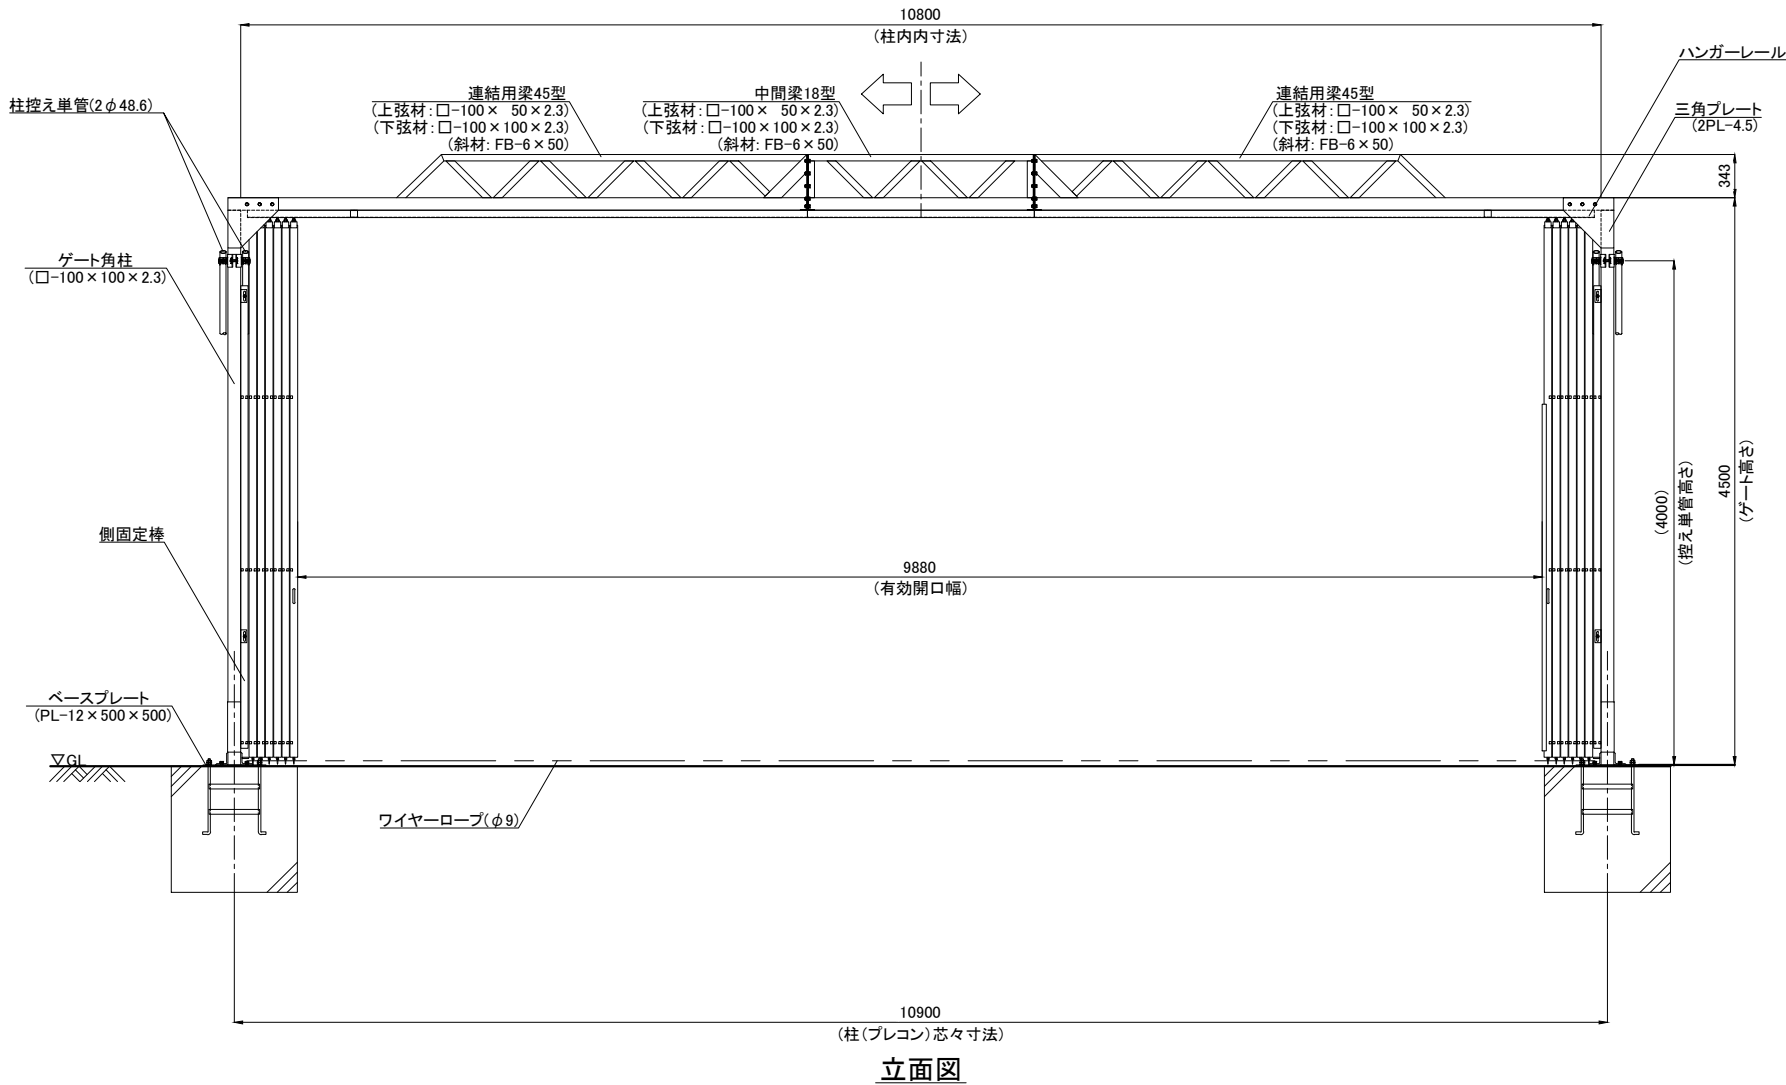 10800
(柱内内寸法)
ハンガーレール
柱控え単管(2φ48.6)
連結用梁45型
(上弦材:□-100× 50×2.3)
(下弦材:□-100×100×2.3)
(斜材: FB-6×50)
中間梁18型
(上弦材:□-100× 50×2.3)
(下弦材:□-100×100×2.3)
(斜材: FB-6×50)
連結用梁45型
(上弦材:□-100× 50×2.3)
(下弦材:□-100×100×2.3)
(斜材: FB-6×50)
三角プレート
(2PL-4.5)
343
ゲート角柱
(□-100×100×2.3)
(4000)
(控え単管高さ)
4500
(ゲート高さ)
側固定棒
9880
(有効開口幅)
ベースプレート
(PL-12×500×500)
▽GL
ワイヤーロープ(φ9)
10900
(柱(プレコン)芯々寸法)
立面図